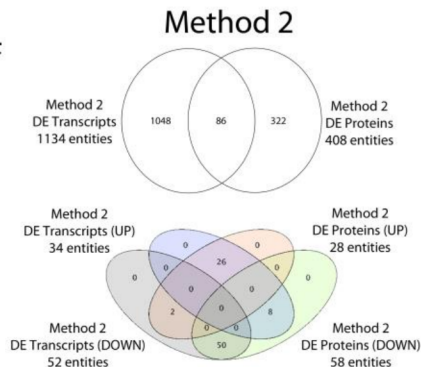 Method 2
Method 2
DE Transcripts
1134 entities
1048
86
322
Method 2
DE Proteins
408 entities
Method 2
DE Transcripts (UP)
34 entities
Method 2
DE Proteins (UP)
28 entities
0
0
26
0
0
0
0
0
0
0
2
8
0
0
50
Method 2
DE Transcripts (DOWN)
52 entities
Method 2
DE Proteins (DOWN)
58 entities